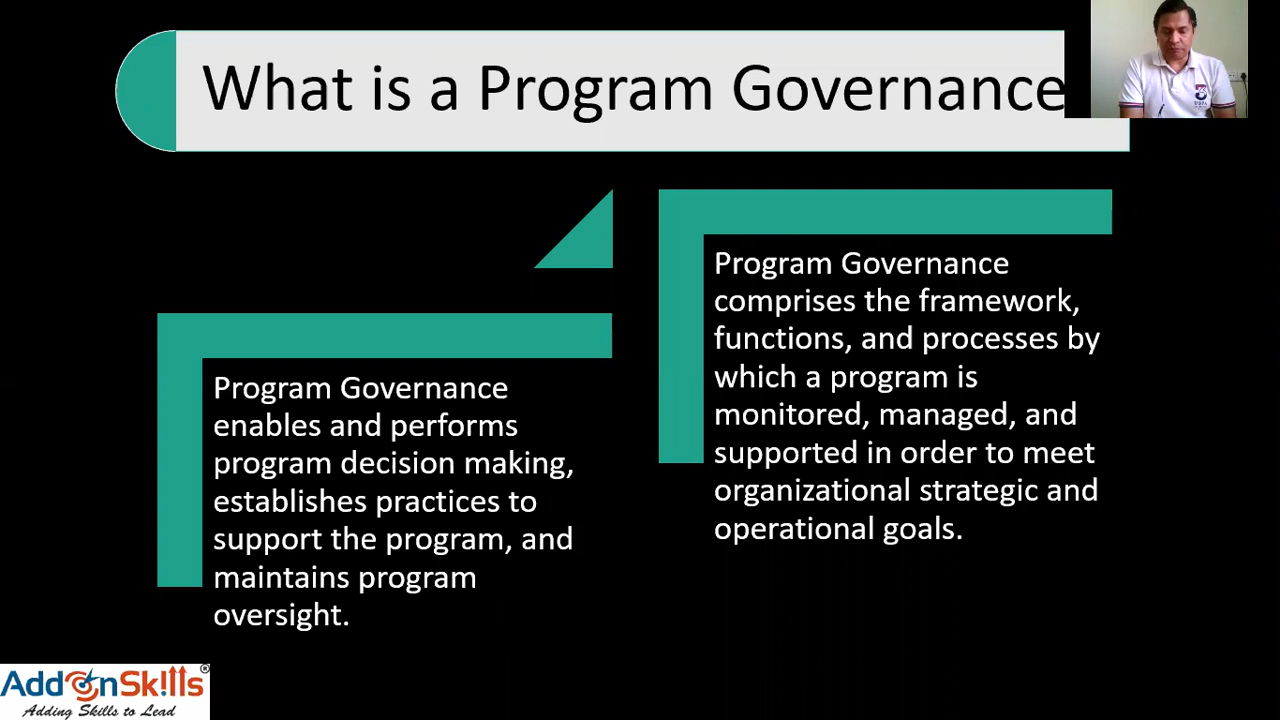 What is a Program Governance
Program Governance
enables and performs
program decision making,
establishes practices to
support the program, and
maintains program
oversight.
Program Governance
comprises the framework,
functions, and processes by
which a program is
monitored, managed, and
supported in order to meet
organizational strategic and
operational goals.
AddOnSkills®
Adding Skills to Lead